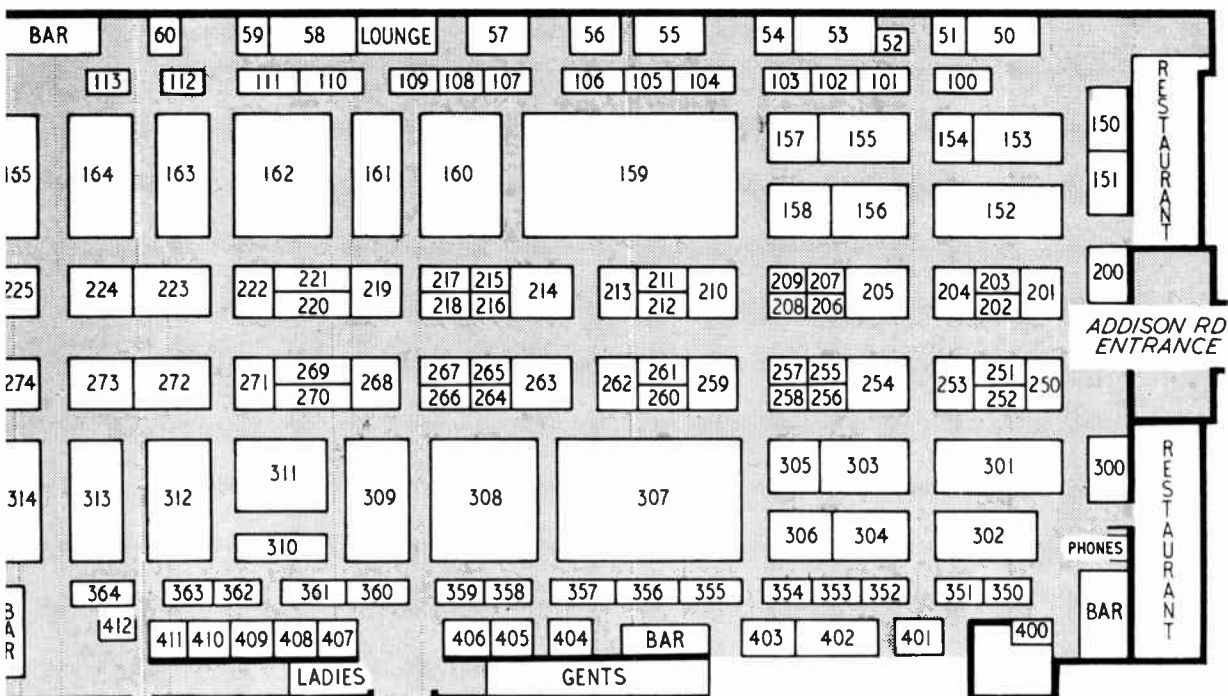 BAR 60 59 58 LOUNGE 57 56 55 54 53 52 51 50
113 112 111 110 109 108 107 106 105 104 103 102 101 100
RESTAURANT
150
157 155 154 153
165 164 163 162 161 160 159
151
158 156 152
200
225 224 223 222 221 219 217 215 214 213 211 210 209 207 205 204 203 201
220 218 216 212 208 206 202
ADDISON RD
ENTRANCE
274 273 272 271 269 268 267 265 263 262 261 259 257 255 254 253 251 250
270 266 264 260 258 256 252
305 303 301 300
311
314 313 312 309 308 307
RESTAURANT
310 306 304 302
PHONES
364 363 362 361 360 359 358 357 356 355 354 353 352 351 350
BAR
BAR
412 411 410 409 408 407 406 405 404 BAR 403 402 401 400
LADIES GENTS